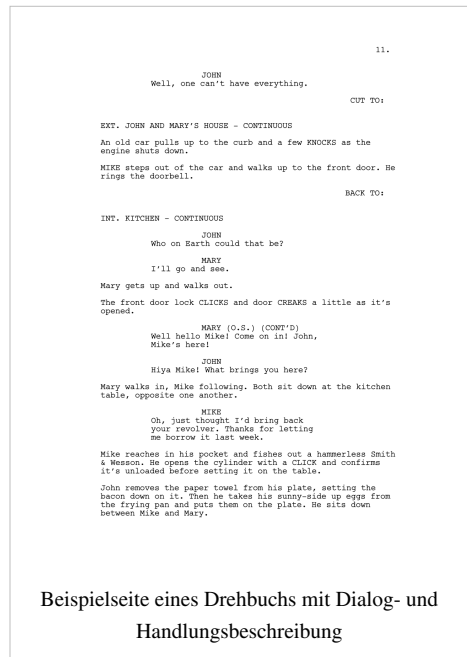 11.
JOHN
Well, one can't have everything.
CUT TO:
EXT. JOHN AND MARY'S HOUSE - CONTINUOUS
An old car pulls up to the curb and a few KNOCKS as the
engine shuts down.
MIKE steps out of the car and walks up to the front door. He
rings the doorbell.
BACK TO:
INT. KITCHEN - CONTINUOUS
JOHN
Who on Earth could that be?
MARY
I'll go and see.
Mary gets up and walks out.
The front door lock CLICKS and door CREAKS a little as it's
opened.
MARY (O.S.) (CONT'D)
Well hello Mike! Come on in! John,
Mike's here!
JOHN
Hiya Mike! What brings you here?
Mary walks in, Mike following. Both sit down at the kitchen
table, opposite one another.
MIKE
Oh, just thought I'd bring back
your revolver. Thanks for letting
me borrow it last week.
Mike reaches in his pocket and fishes out a hammerless Smith
& Wesson. He opens the cylinder with a CLICK and confirms
it's unloaded before setting it on the table.
John removes the paper towel from his plate, setting the
bacon down on it. Then he takes his sunny-side up eggs from
the frying pan and puts them on the plate. He sits down
between Mike and Mary.
Beispielseite eines Drehbuchs mit Dialog- und
Handlungsbeschreibung